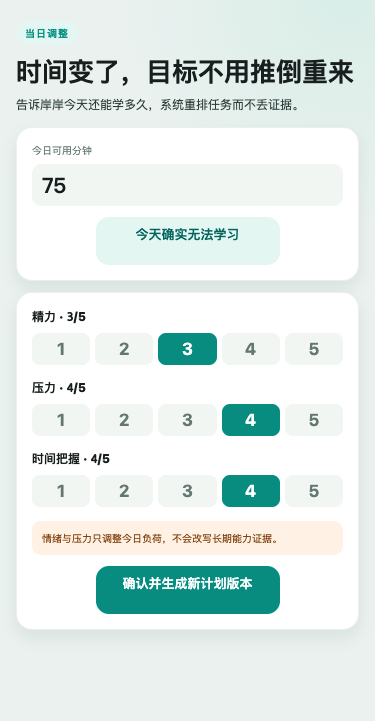 当日调整
时间变了，目标不用推倒重来
告诉岸岸今天还能学多久，系统重排任务而不丢证据。
今日可用分钟
75
今天确实无法学习
精力 · 3/5
1 2 3 4 5
压力 · 4/5
1 2 3 4 5
时间把握 · 4/5
1 2 3 4 5
情绪与压力只调整今日负荷，不会改写长期能力证据。
确认并生成新计划版本